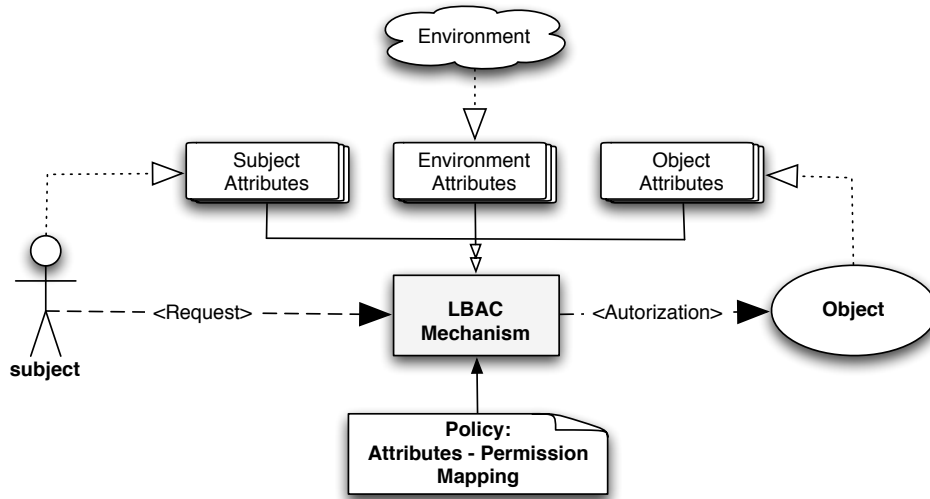 Environment
Subject
Attributes
Environment
Attributes
Object
Attributes
<Request>
LBAC
Mechanism
<Autorization>
Object
subject
Policy:
Attributes - Permission
Mapping